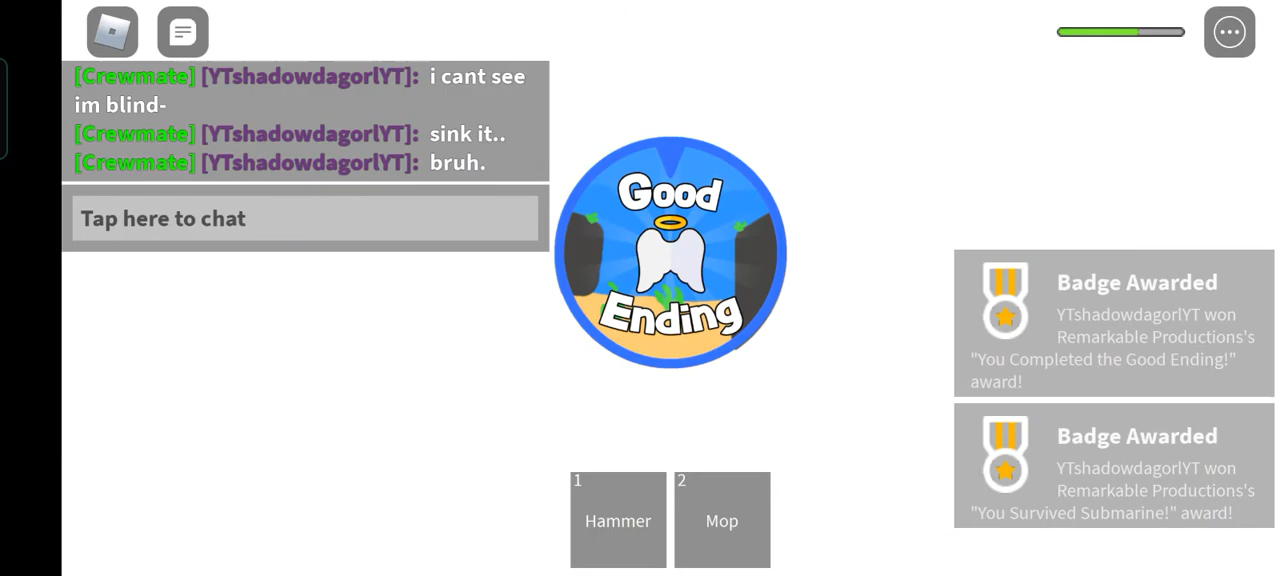 [Crewmate] [YTshadowdagorlYT]: i cant see
im blind-
[Crewmate] [YTshadowdagorlYT]: sink it..
[Crewmate] [YTshadowdagorlYT]: bruh.
Tap here to chat
Good
Ending
Badge Awarded
YTshadowdagorlYT won
Remarkable Productions's
"You Completed the Good Ending!"
award!
Badge Awarded
YTshadowdagorlYT won
Remarkable Productions's
"You Survived Submarine!" award!
1
Hammer
2
Mop